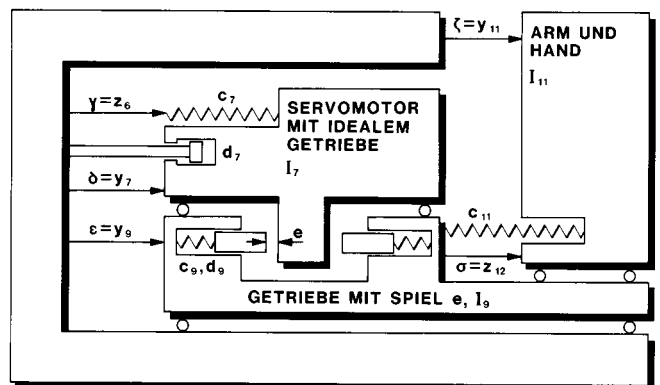 ζ=y₁₁
ARM UND
HAND
I₁₁
γ=z₆
c₇
SERVOMOTOR
MIT IDEALEM
GETRIEBE
I₇
d₇
δ=y₇
c₁₁
ε=y₉
e
c₉,d₉
σ=z₁₂
GETRIEBE MIT SPIEL e, I₉